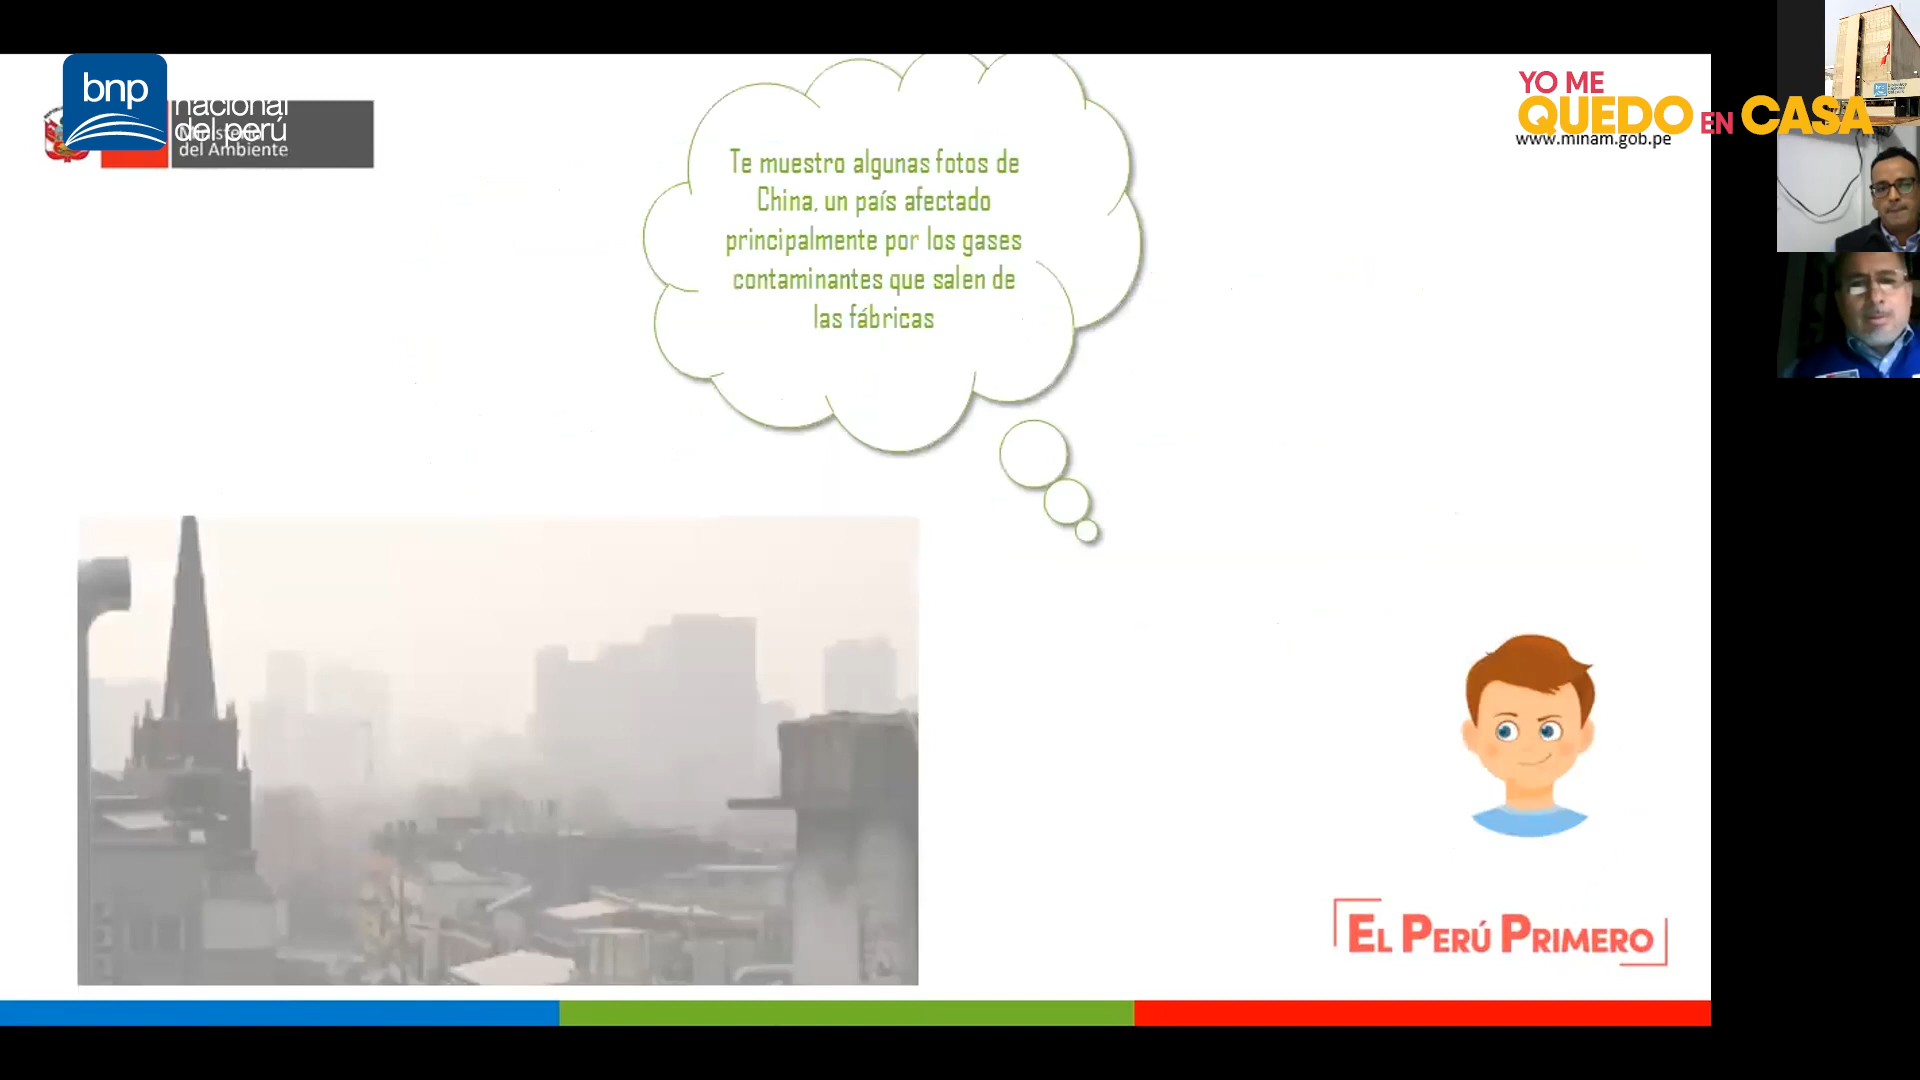 bnp
nacional
del perú
Ministerio
del Ambiente
YO ME
QUEDO EN CASA
www.minam.gob.pe
Te muestro algunas fotos de
China, un país afectado
principalmente por los gases
contaminantes que salen de
las fábricas
EL PERÚ PRIMERO